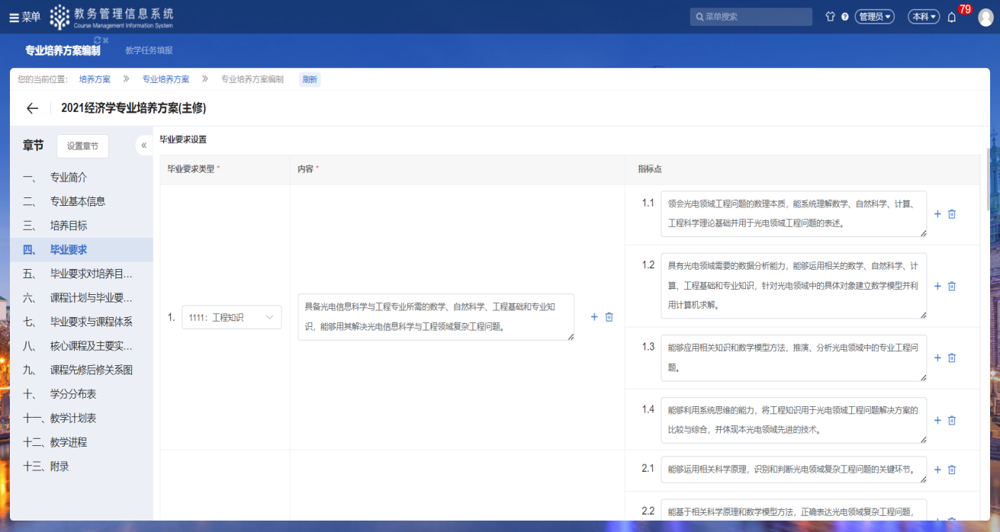 菜单
教务管理信息系统
Course Management Information System
菜单搜索
管理员
本科
79
专业培养方案编制
教学任务填报
您的当前位置： 培养方案 » 专业培养方案 » 专业培养方案编制 刷新
2021经济学专业培养方案(主修)
章节 设置章节 «
一、 专业简介
二、 专业基本信息
三、 培养目标
四、 毕业要求
五、 毕业要求对培养目...
六、 课程计划与毕业要...
七、 毕业要求与课程体系
八、 核心课程及主要实...
九、 课程先修后修关系图
十、 学分分布表
十一、教学计划表
十二、教学进程
十三、附录
毕业要求设置
毕业要求类型 * 内容 * 指标点
1. 1111：工程知识
具备光电信息科学与工程专业所需的数学、自然科学、工程基础和专业知
识，能够用其解决光电信息科学与工程领域复杂工程问题。
1.1 领会光电领域工程问题的数理本质，能系统理解数学、自然科学、计算、
工程科学理论基础并用于光电领域工程问题的表述。
1.2 具有光电领域需要的数据分析能力，能够运用相关的数学、自然科学、计
算、工程基础和专业知识，针对光电领域中的具体对象建立数学模型并利
用计算机求解。
1.3 能够应用相关知识和数学模型方法，推演、分析光电领域中的专业工程问
题。
1.4 能够利用系统思维的能力，将工程知识用于光电领域工程问题解决方案的
比较与综合，并体现本光电领域先进的技术。
2.1 能够运用相关科学原理，识别和判断光电领域复杂工程问题的关键环节。
2.2 能基于相关科学原理和数学模型方法，正确表达光电领域复杂工程问题，